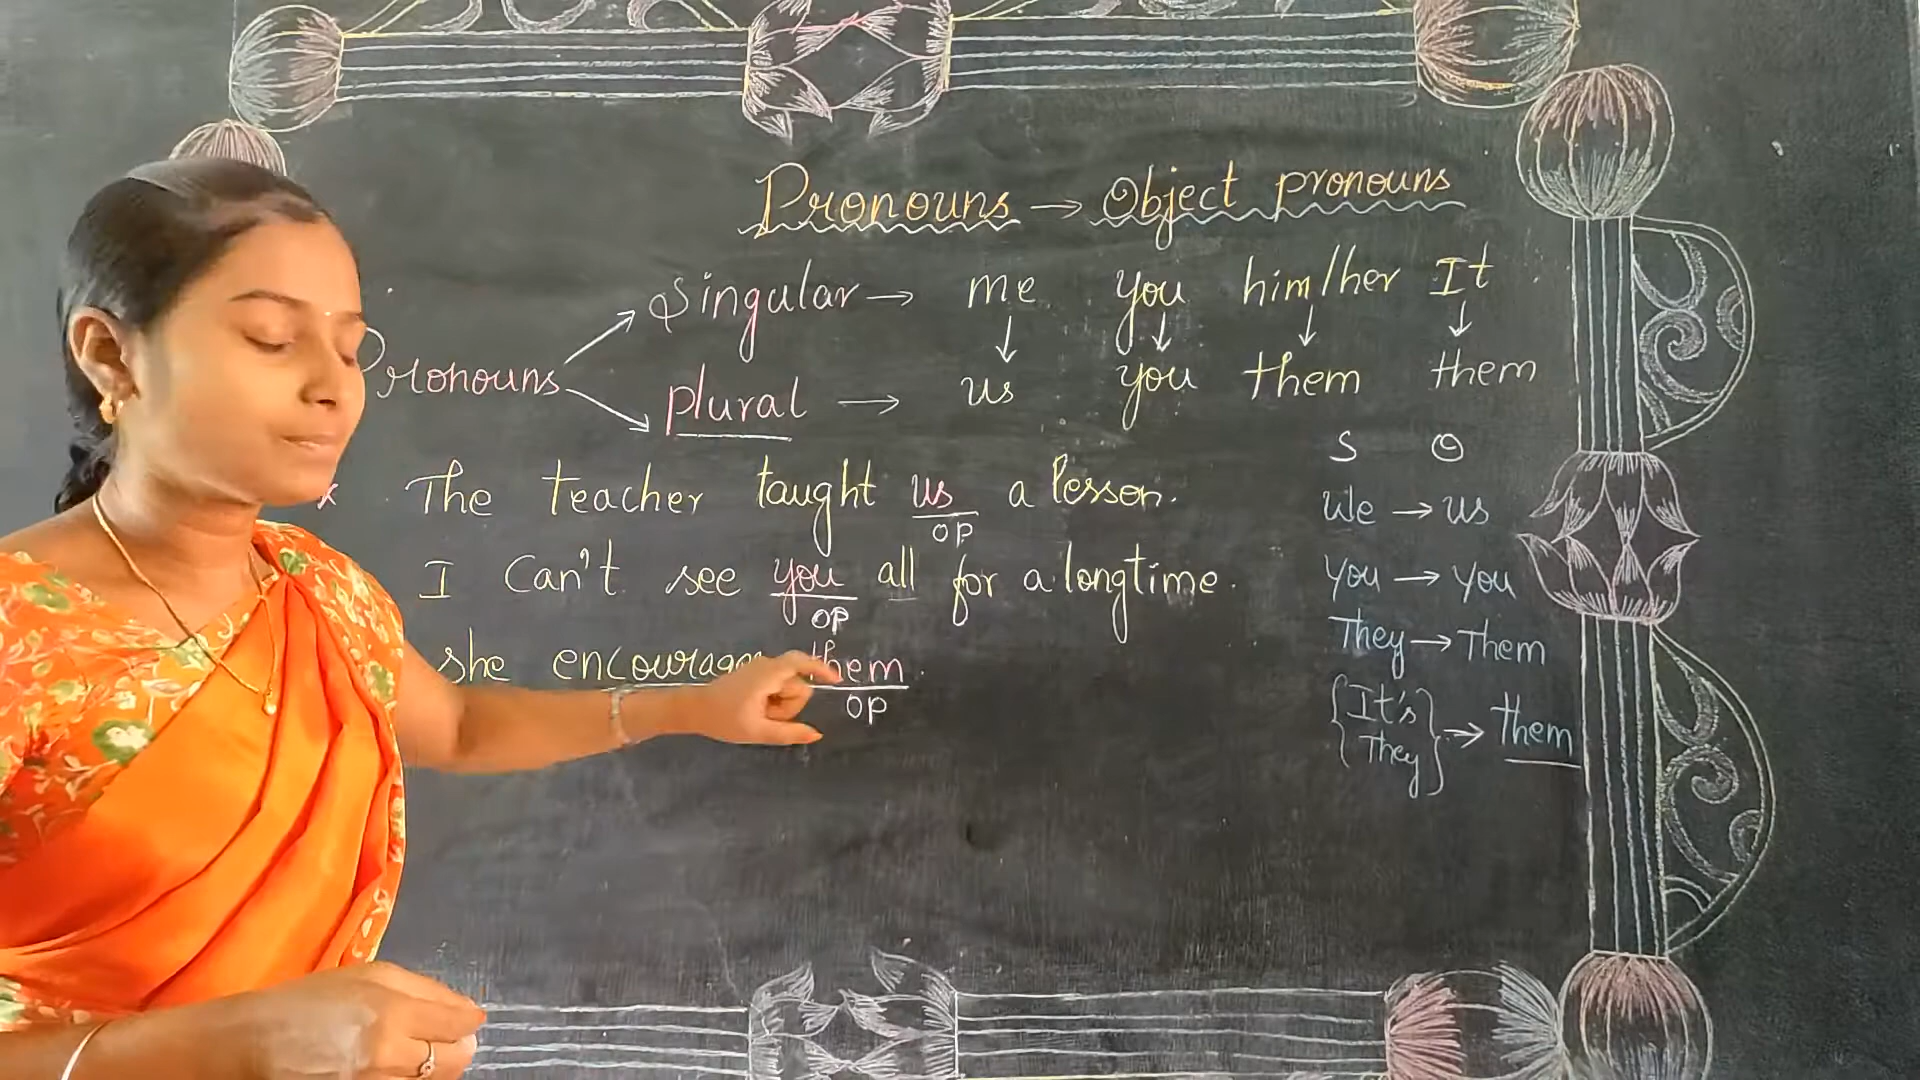 Pronouns → Object pronouns
Singular → me you him/her It
↓ ↓ ↓ ↓
Pronouns
plural → us you them them
S O
The teacher taught us a lesson.
OP
We → us
I Can't see you all for a longtime.
OP
you → you
She them.
OP
They → Them
It's
They → them